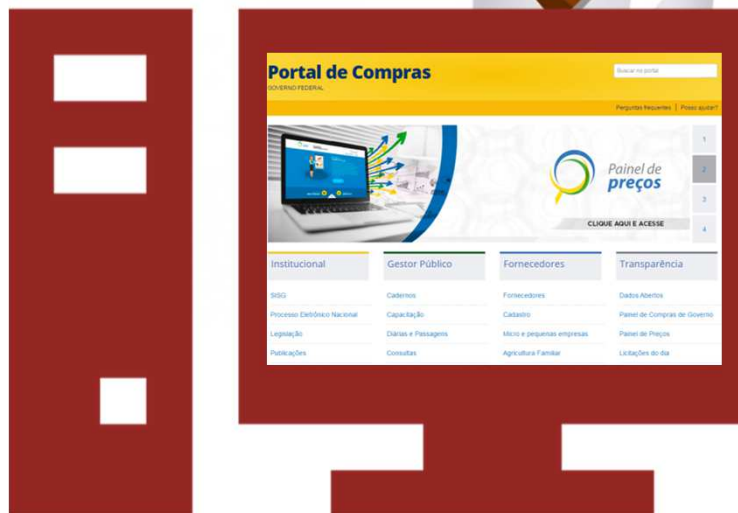 Portal de Compras
GOVERNO FEDERAL
Buscar no portal
Perguntas frequentes | Posso ajudar?
Painel de
preços
CLIQUE AQUI E ACESSE
1
2
3
4
Institucional Gestor Público Fornecedores Transparência
SISG Cadernos Fornecedores Dados Abertos
Processo Eletrônico Nacional Capacitação Cadastro Painel de Compras de Governo
Legislação Diárias e Passagens Micro e pequenas empresas Painel de Preços
Publicações Consultas Agricultura Familiar Licitações do dia